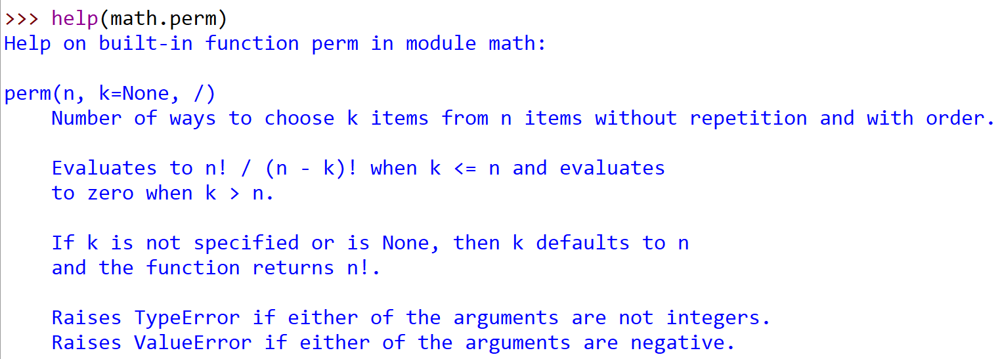 >>> help(math.perm)
Help on built-in function perm in module math:
perm(n, k=None, /)
Number of ways to choose k items from n items without repetition and with order.
Evaluates to n! / (n - k)! when k <= n and evaluates
to zero when k > n.
If k is not specified or is None, then k defaults to n
and the function returns n!.
Raises TypeError if either of the arguments are not integers.
Raises ValueError if either of the arguments are negative.